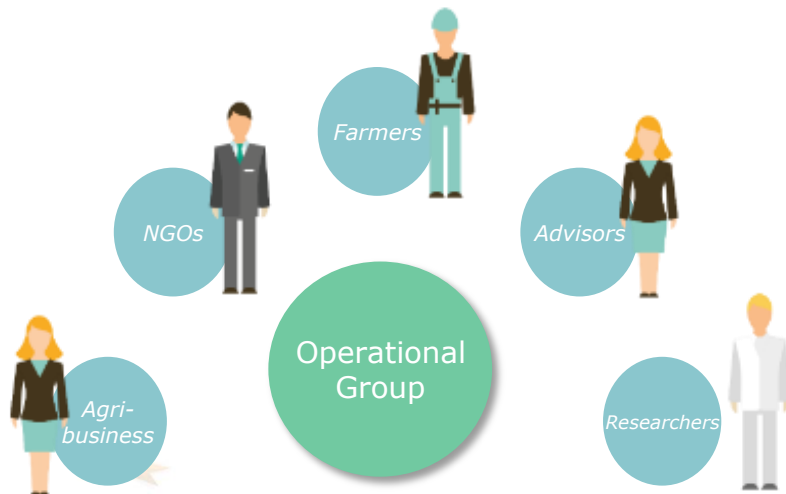 Farmers
NGOs
Advisors
Operational
Group
Agri-
business
Researchers